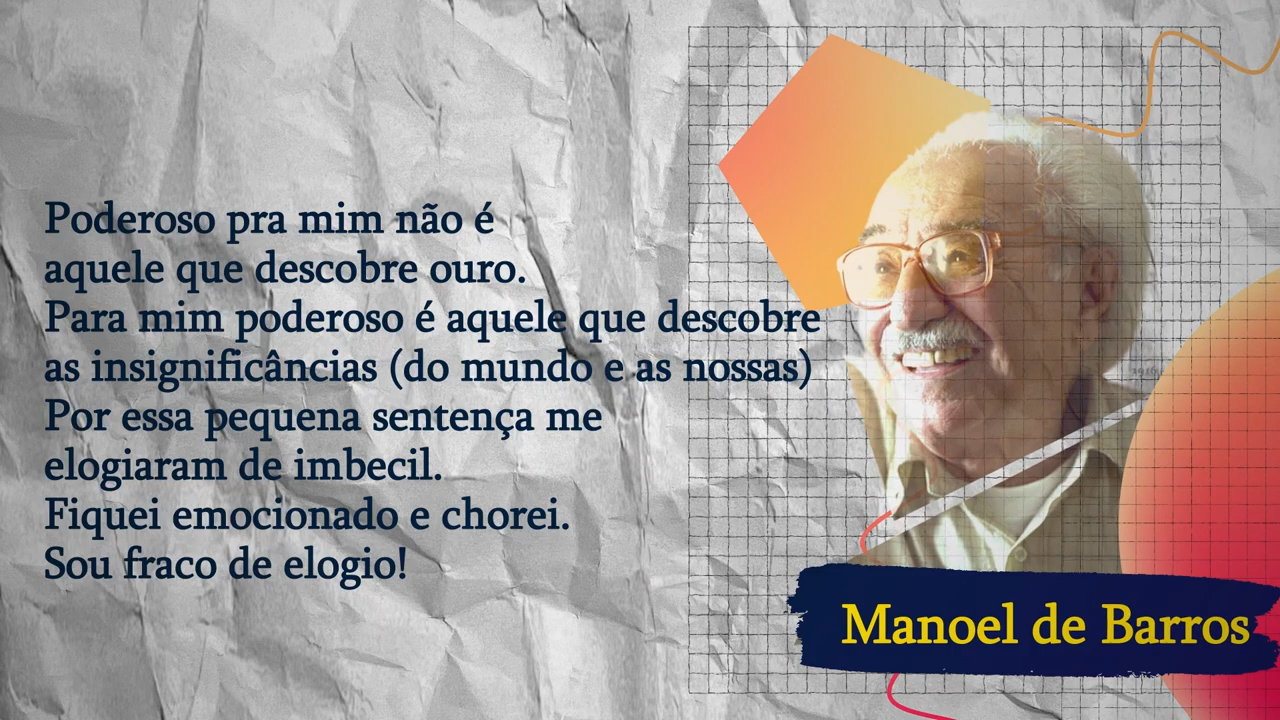 Poderoso pra mim não é
aquele que descobre ouro.
Para mim poderoso é aquele que descobre
as insignificâncias (do mundo e as nossas)
Por essa pequena sentença me
elogiaram de imbecil.
Fiquei emocionado e chorei.
Sou fraco de elogio!
1916
Manoel de Barros